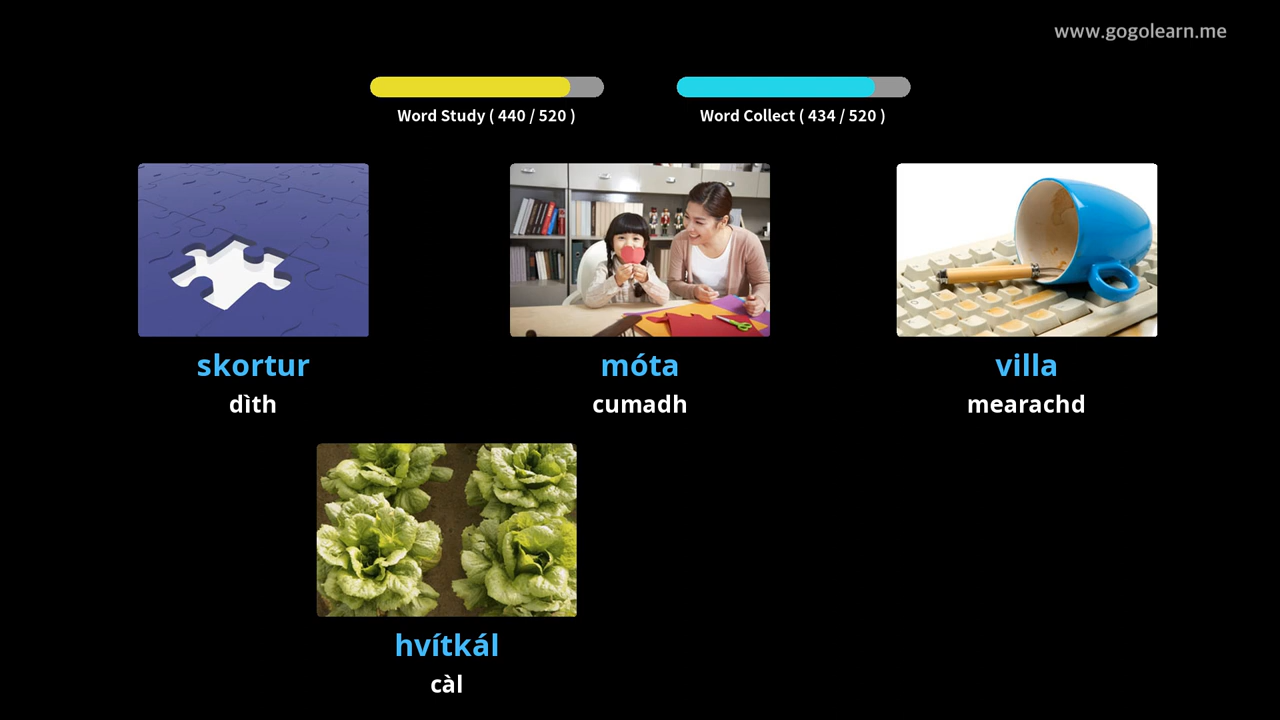 www.gogolearn.me
Word Study ( 440 / 520 )
Word Collect ( 434 / 520 )
skortur
dìth
móta
cumadh
villa
mearachd
hvítkál
càl